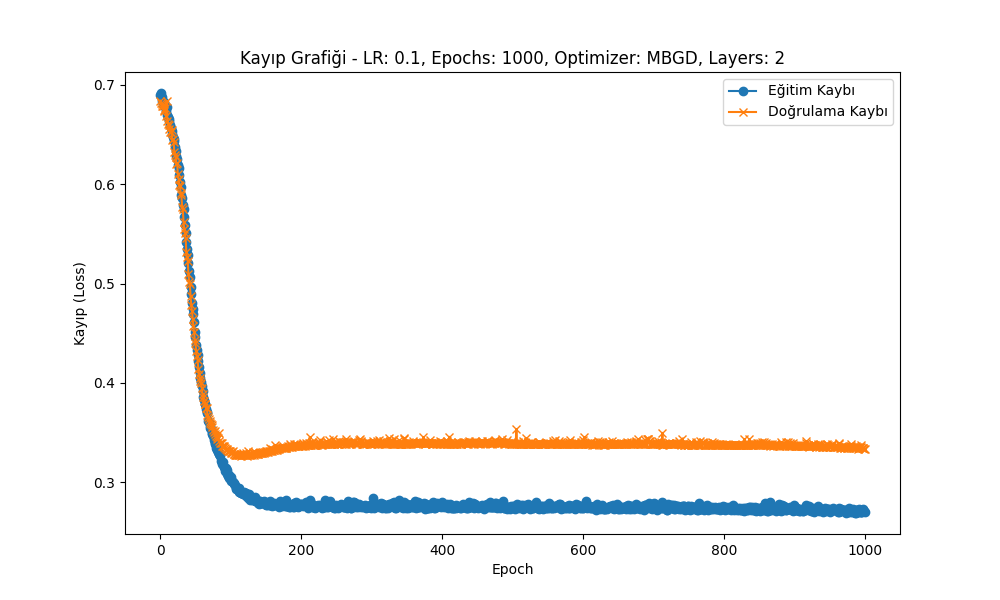 Kayıp Grafiği - LR: 0.1, Epochs: 1000, Optimizer: MBGD, Layers: 2
Eğitim Kaybı
Doğrulama Kaybı
Kayıp (Loss)
0.7
0.6
0.5
0.4
0.3
0 200 400 600 800 1000
Epoch